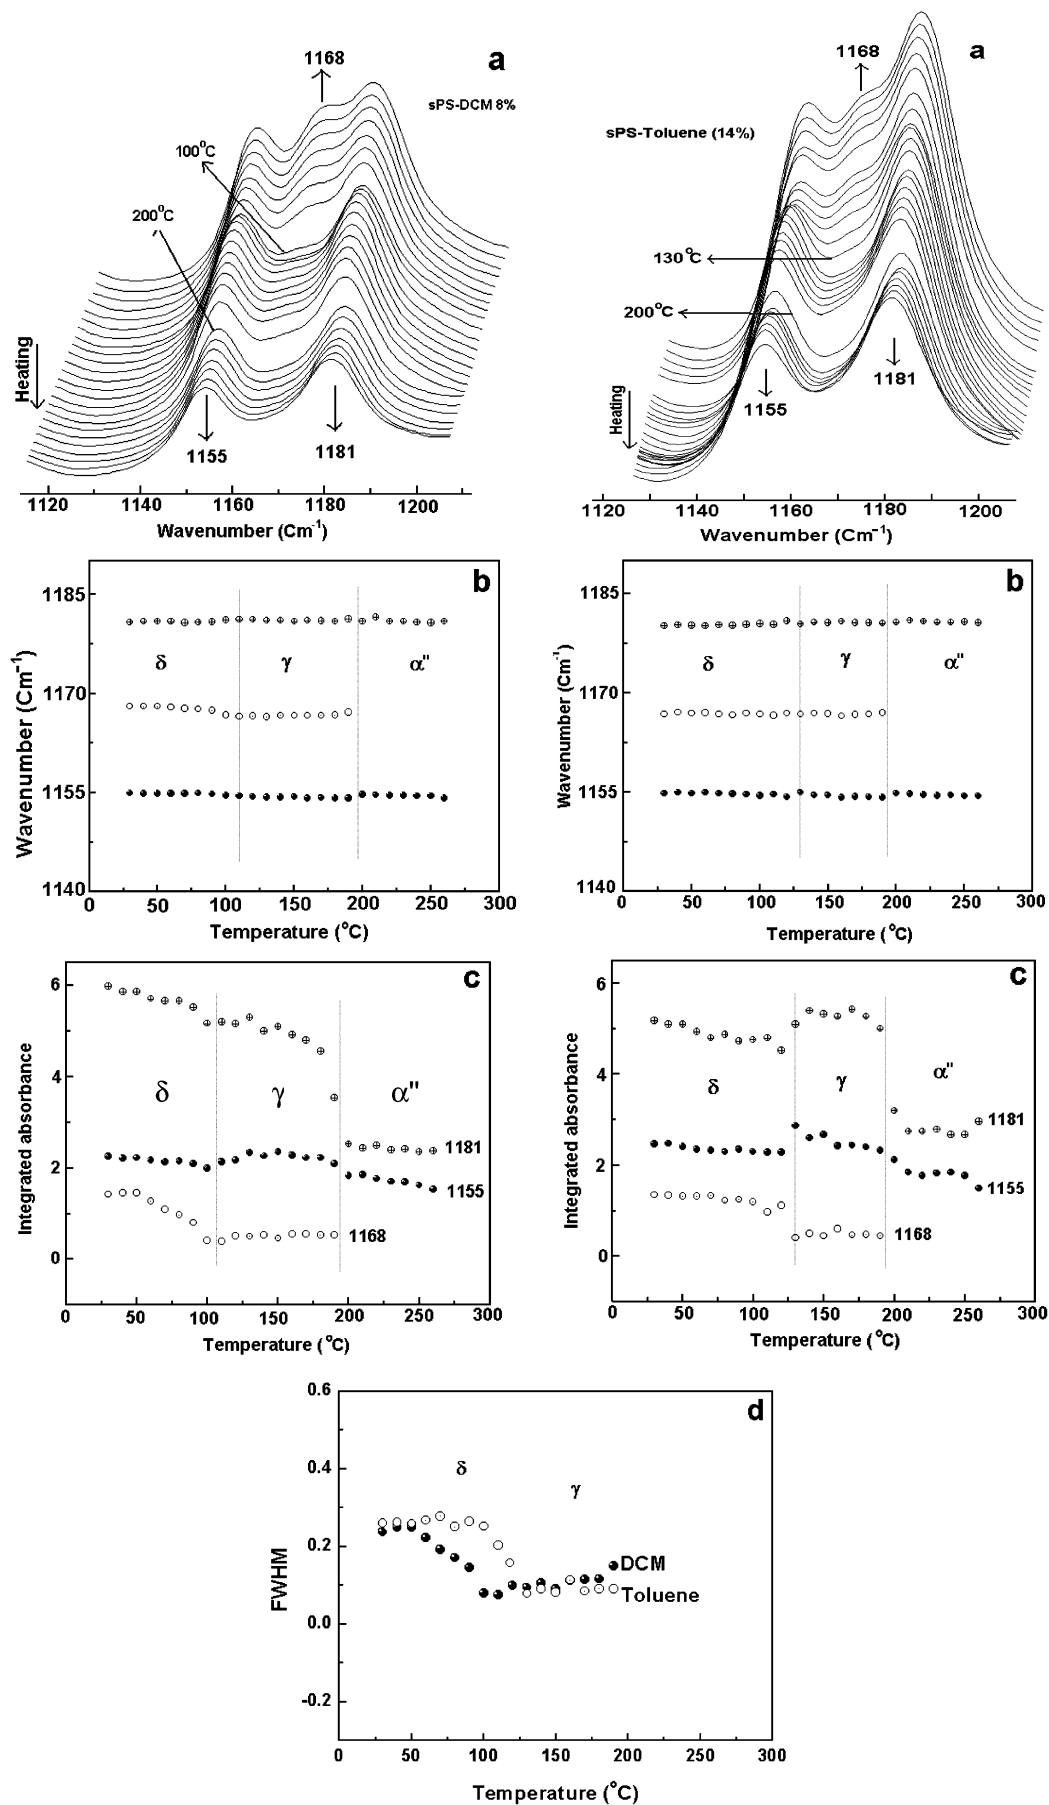 1168
a
sPS-DCM 8%
100°C
200°C
Heating
1155
1181
1120 1140 1160 1180 1200
Wavenumber (Cm⁻¹)
1168
a
sPS-Toluene (14%)
130°C
200°C
1181
1155
Heating
1120 1140 1160 1180 1200
Wavenumber (Cm⁻¹)
b
1185
1170
1155
1140
δ γ α"
Wavenumber (Cm⁻¹)
0 50 100 150 200 250 300
Temperature (°C)
b
1185
1170
1155
1140
δ γ α"
Wavenumber (Cm⁻¹)
0 50 100 150 200 250 300
Temperature (°C)
c
6
4
2
0
δ γ α"
1181
1155
1168
Integrated absorbance
0 50 100 150 200 250 300
Temperature (°C)
c
6
4
2
0
δ γ α"
1181
1155
1168
Integrated absorbance
0 50 100 150 200 250 300
Temperature (°C)
d
0.6
0.4
0.2
0.0
-0.2
δ
γ
DCM
Toluene
FWHM
0 50 100 150 200 250 300
Temperature (°C)